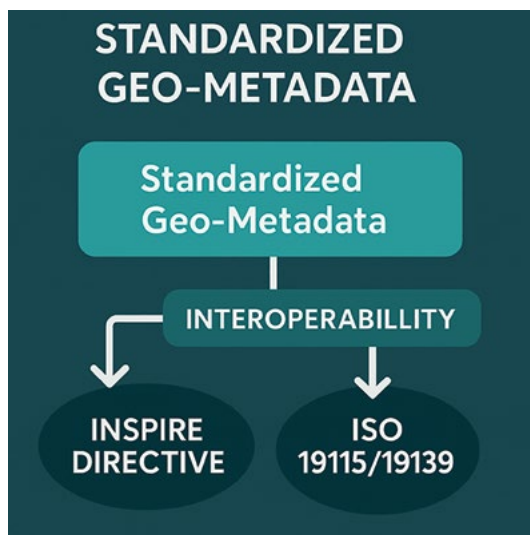 STANDARDIZED
GEO-METADATA
Standardized
Geo-Metadata
INTEROPERABILLITY
INSPIRE
DIRECTIVE
ISO
19115/19139